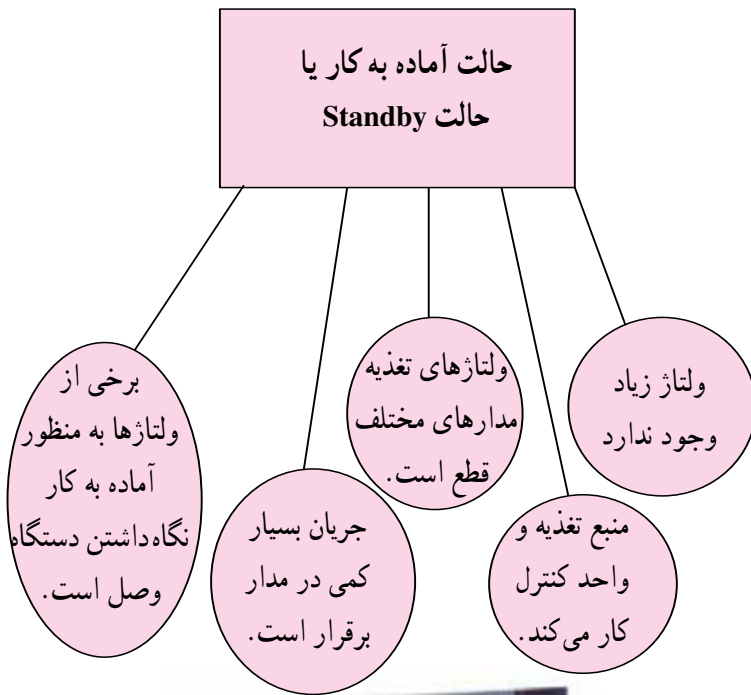 حالت آماده به کار یا
حالت Standby
ولتاژ زیاد
وجود ندارد
منبع تغذیه و
واحد کنترل
کار می‌کند.
ولتاژهای تغذیه
مدارهای مختلف
قطع است.
جریان بسیار
کمی در مدار
برقرار است.
برخی از
ولتاژها به منظور
آماده به کار
نگاه‌داشتن دستگاه
وصل است.